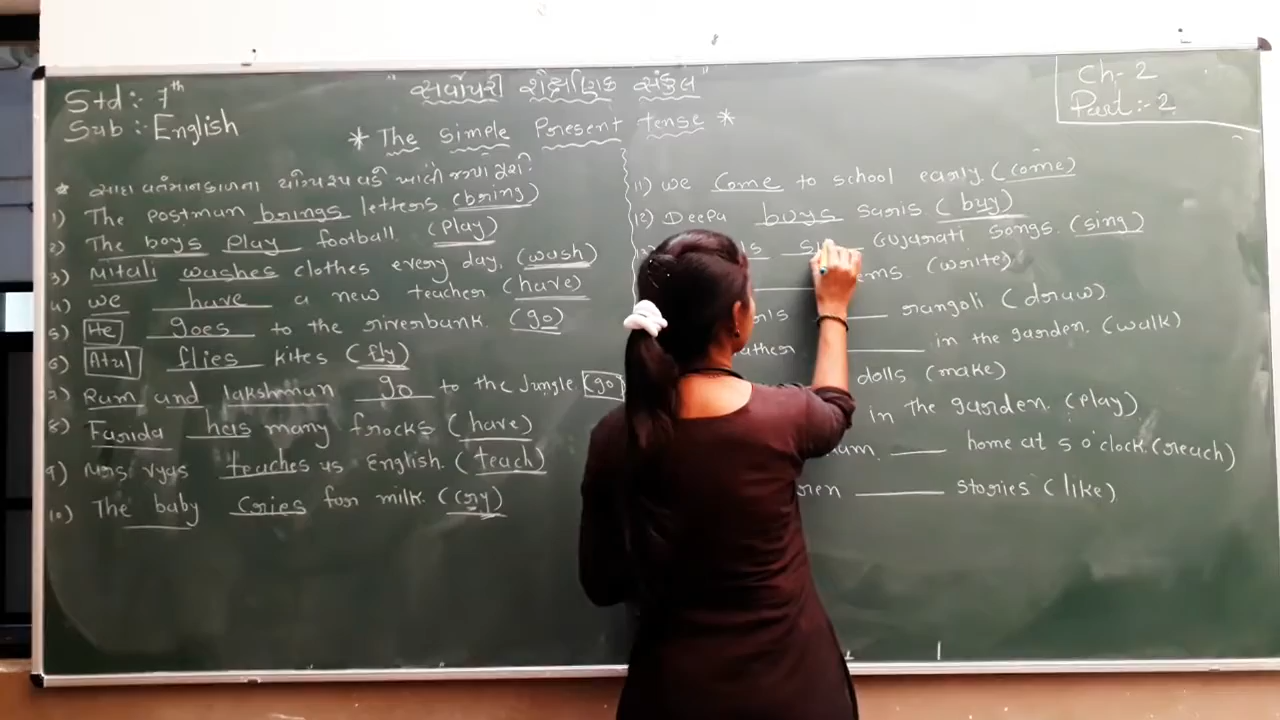 Std :- 7th
Sub :- English
" સર્વોપરી શૈક્ષણિક સંકુલ "
* The Simple Present tense *
Ch- 2
Part :- 2
* સાદા વર્તમાનકાળના યોગ્ય રૂપ વડે ખાલી જગ્યા
1) The postman brings letters (bring)
2) The boys play football (play)
3) Mitali washes clothes every day. (wash)
4) we have a new teacher (have)
5) He goes to the riverbank. (go)
6) Atul flies kites (fly)
7) Ram and lakshman go to the Jungle (go)
8) Farida has many frocks (have)
9) Mrs. vyas teaches us English. (teach)
10) The baby cries for milk. (cry)
11) we come to school early (come)
12) Deepa buys saris (buy)
Gujarati songs. (sing)
(write)
rangoli (draw)
in the garden. (walk)
dolls (make)
in the garden. (play)
home at 5 o'clock. (reach)
stories (like)